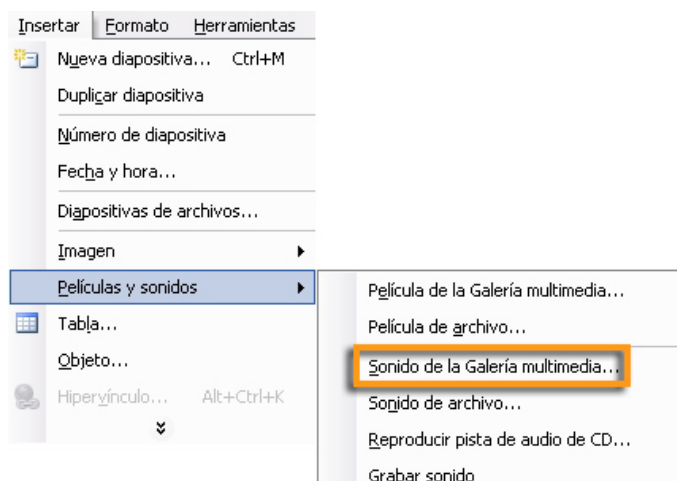 Insertar Formato Herramientas
Nueva diapositiva... Ctrl+M
Duplicar diapositiva
Número de diapositiva
Fecha y hora...
Diapositivas de archivos...
Imagen
Películas y sonidos
Tabla...
Objeto...
Hipervínculo... Alt+Ctrl+K
Película de la Galería multimedia...
Película de archivo...
Sonido de la Galería multimedia...
Sonido de archivo...
Reproducir pista de audio de CD...
Grabar sonido